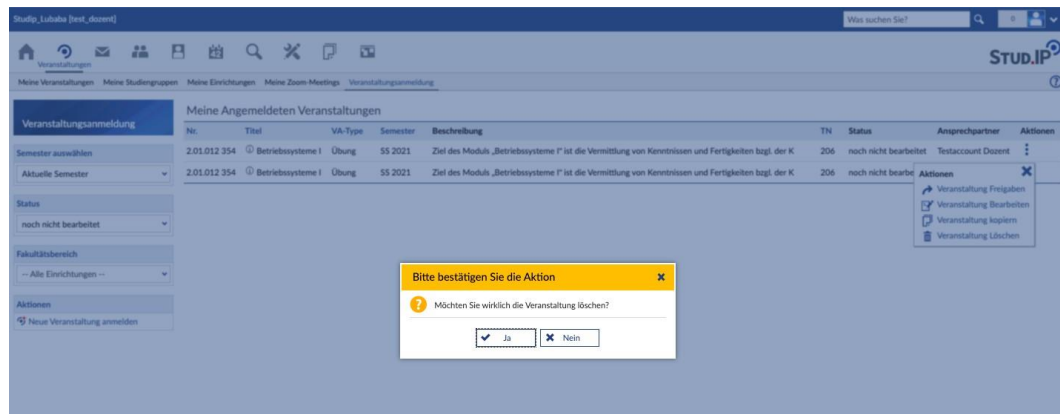 Studip_Lubaba [test_dozent]
Was suchen Sie?
0
Veranstaltungen
STUD.IP
Meine Veranstaltungen Meine Studiengruppen Meine Einrichtungen Meine Zoom-Meetings Veranstaltungsanmeldung
Veranstaltungsanmeldung
Semester auswählen
Aktuelle Semester
Status
noch nicht bearbeitet
Fakultätsbereich
-- Alle Einrichtungen --
Aktionen
Neue Veranstaltung anmelden
Meine Angemeldeten Veranstaltungen
Nr. Titel VA-Type Semester Beschreibung TN Status Ansprechpartner Aktionen
2.01.012 354 Betriebssysteme I Übung SS 2021 Ziel des Moduls „Betriebssysteme I" ist die Vermittlung von Kenntnissen und Fertigkeiten bzgl. der K 206 noch nicht bearbeitet Testaccount Dozent
2.01.012 354 Betriebssysteme I Übung SS 2021 Ziel des Moduls „Betriebssysteme I" ist die Vermittlung von Kenntnissen und Fertigkeiten bzgl. der K 206 noch nicht bearbe
Aktionen
Veranstaltung Freigaben
Veranstaltung Bearbeiten
Veranstaltung kopieren
Veranstaltung Löschen
Bitte bestätigen Sie die Aktion
Möchten Sie wirklich die Veranstaltung löschen?
Ja
Nein